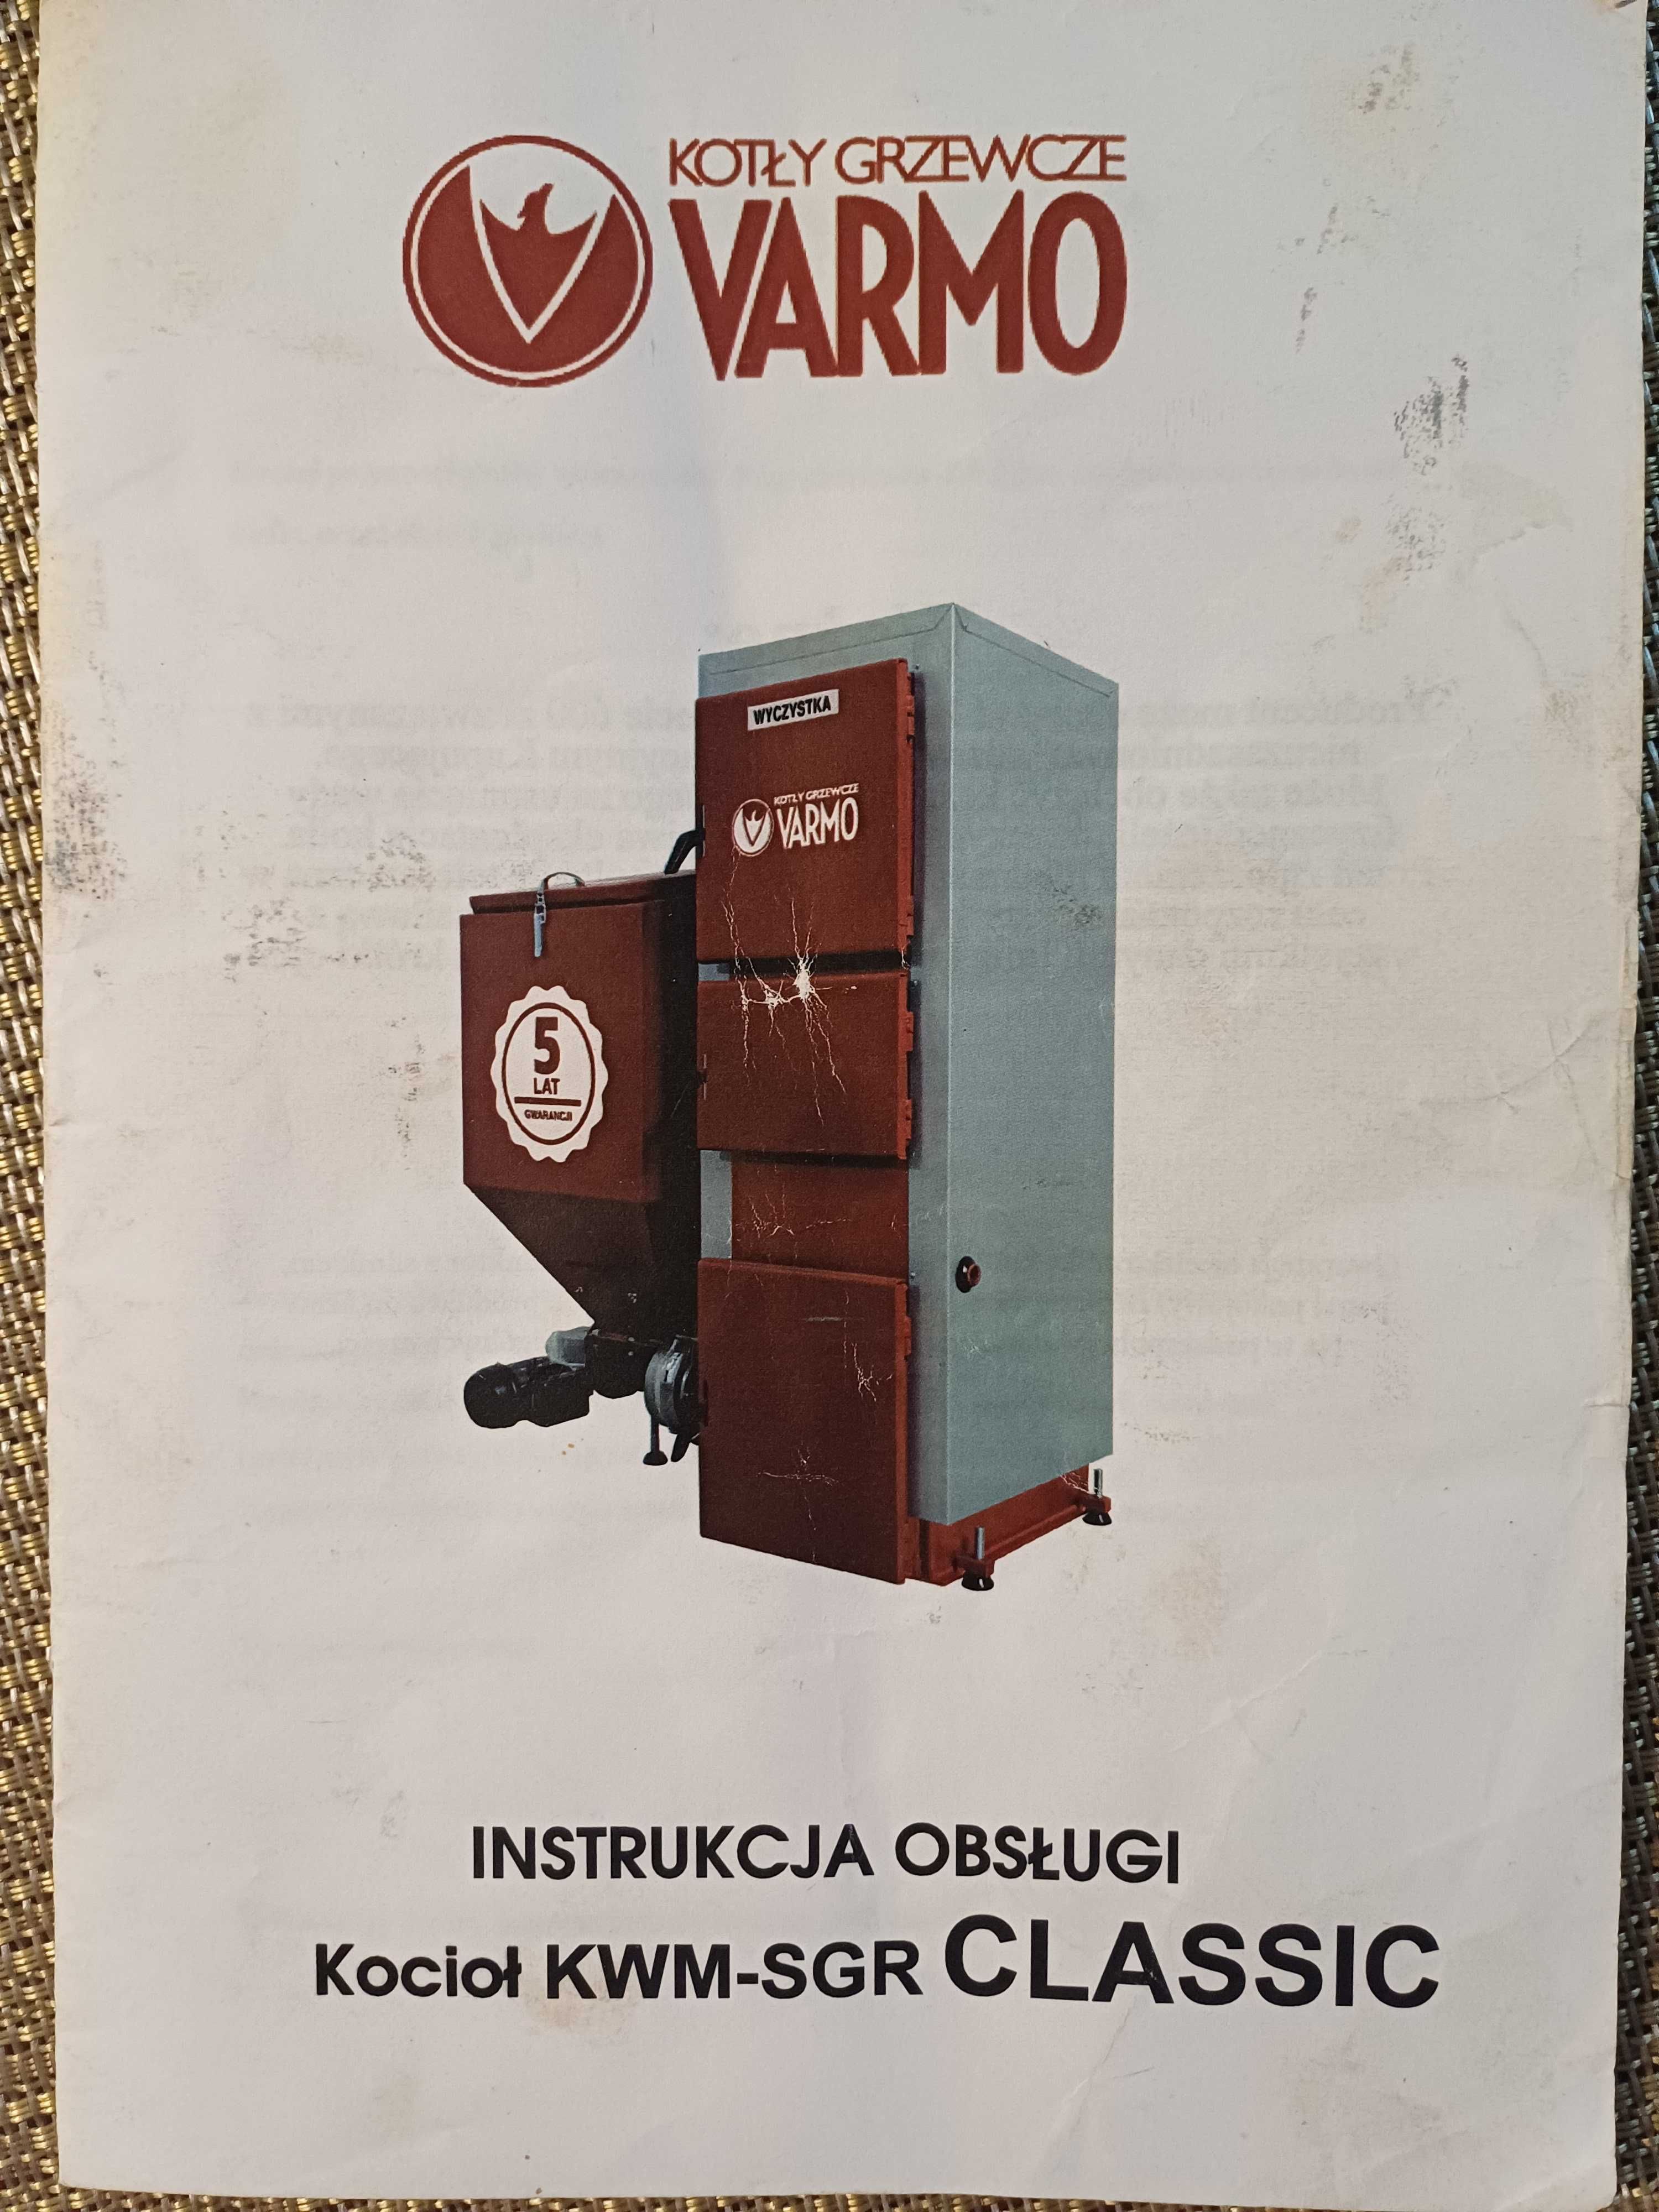 KOTŁY GRZEWCZE
VARMO
WYCZYSTKA
KOTŁY GRZEWCZE
VARMO
5
LAT
GWARANCJI
INSTRUKCJA OBSŁUGI
Kocioł KWM-SGR CLASSIC